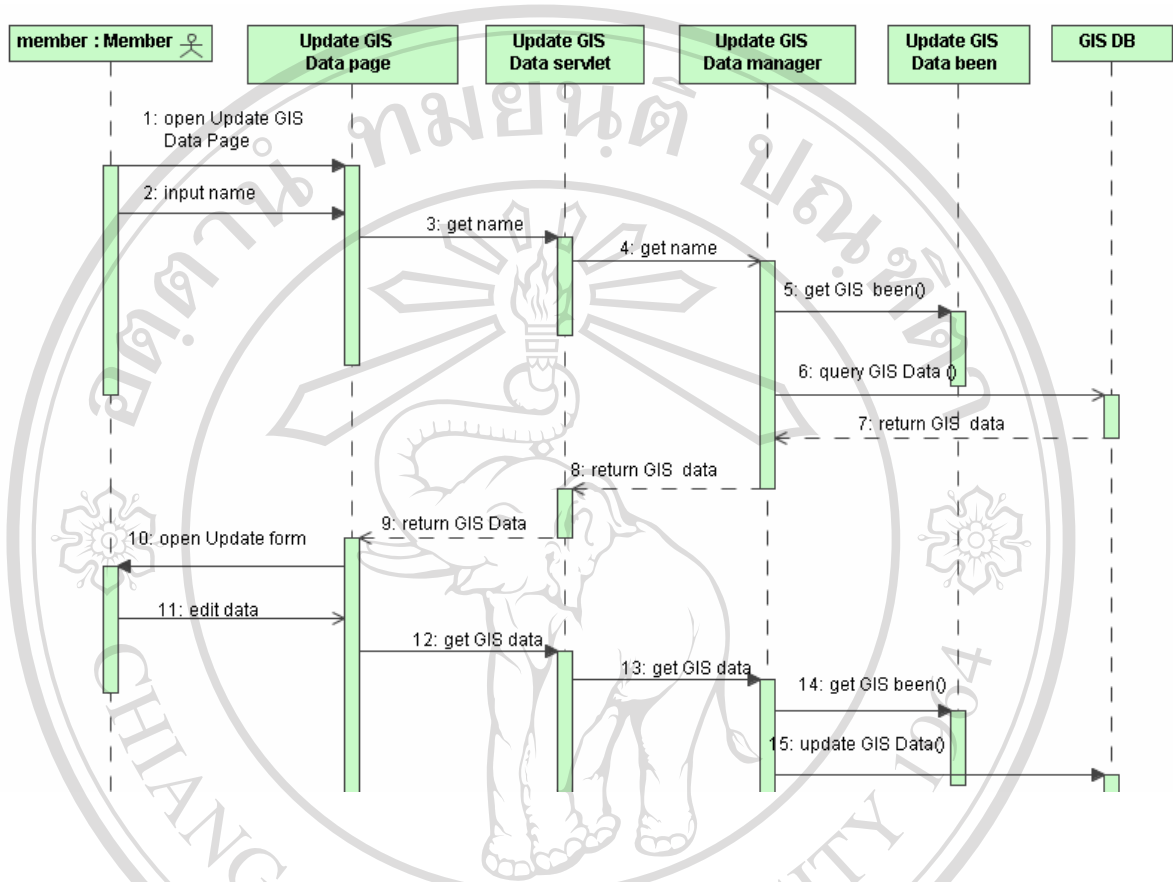 member : Member
Update GIS
Data page
Update GIS
Data servlet
Update GIS
Data manager
Update GIS
Data been
GIS DB
1: open Update GIS
Data Page
2: input name
3: get name
4: get name
5: get GIS been()
6: query GIS Data ()
7: return GIS data
8: return GIS data
9: return GIS Data
10: open Update form
11: edit data
12: get GIS data
13: get GIS data
14: get GIS been()
15: update GIS Data()
CHIANG
1964